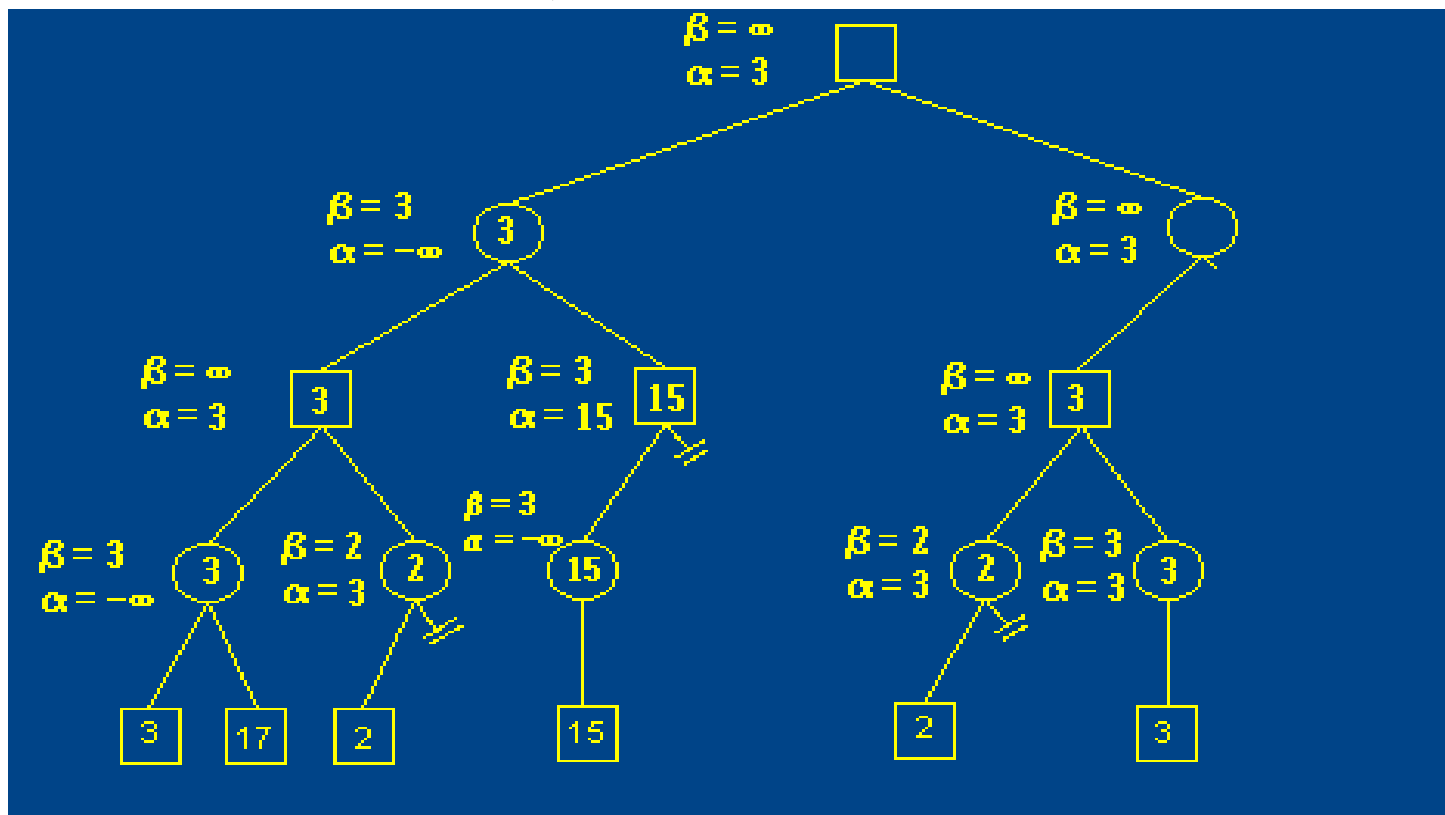 β = ∞
α = 3
β = 3
α = −∞
3
β = ∞
α = 3
β = ∞
α = 3
3
β = 3
α = 15
15
β = ∞
α = 3
3
β = 3
α = −∞
3
β = 2
α = 3
2
β = 3
α = −∞
15
β = 2
α = 3
2
β = 3
α = 3
3
3
17
2
15
2
3